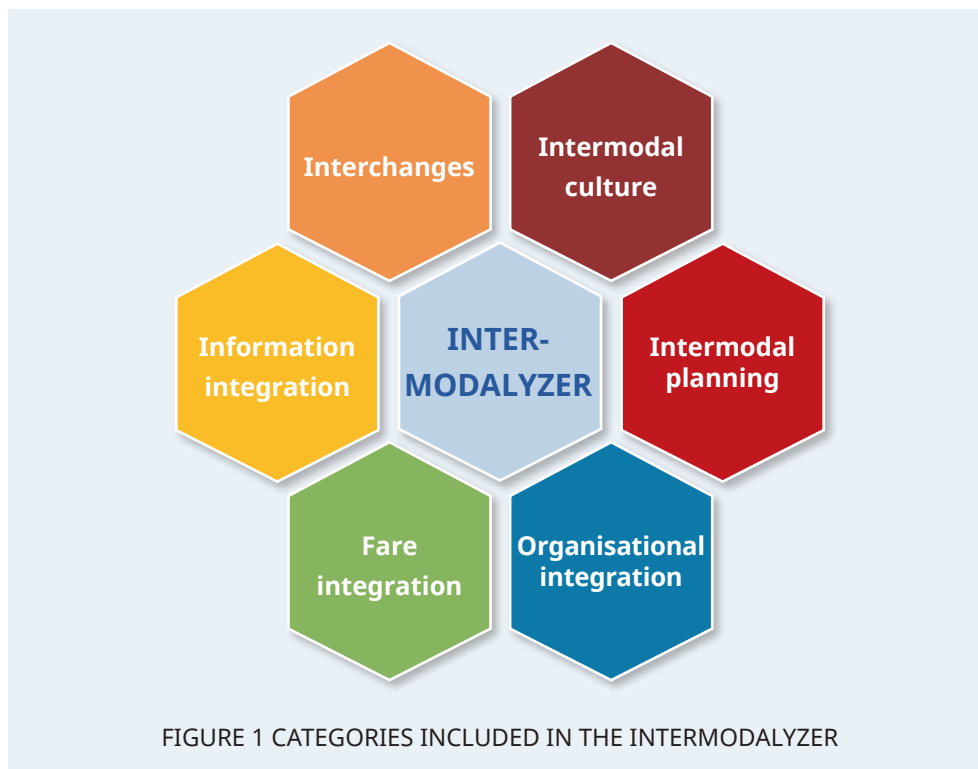 Interchanges
Intermodal
culture
Information
integration
INTER-
MODALYZER
Intermodal
planning
Fare
integration
Organisational
integration
FIGURE 1 CATEGORIES INCLUDED IN THE INTERMODALYZER